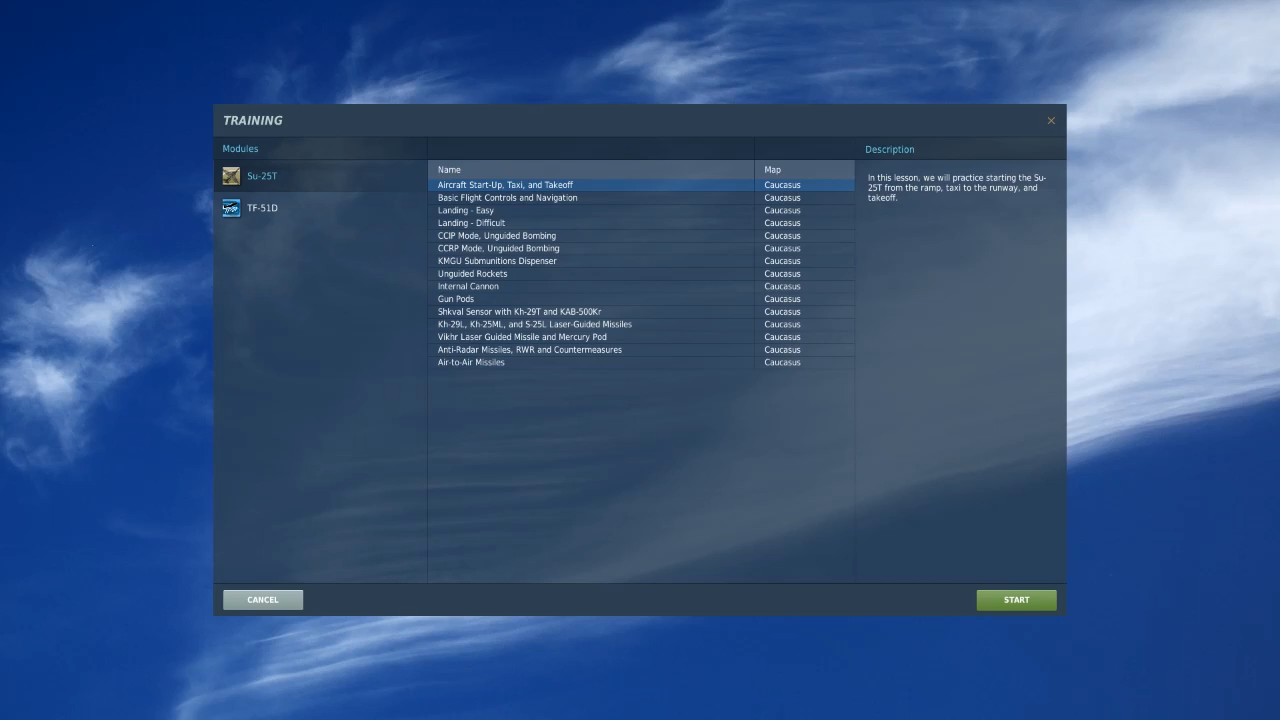 TRAINING
Modules
Description
Su-25T
TF-51D
Name Map
Aircraft Start-Up, Taxi, and Takeoff Caucasus
Basic Flight Controls and Navigation Caucasus
Landing - Easy Caucasus
Landing - Difficult Caucasus
CCIP Mode, Unguided Bombing Caucasus
CCRP Mode, Unguided Bombing Caucasus
KMGU Submunitions Dispenser Caucasus
Unguided Rockets Caucasus
Internal Cannon Caucasus
Gun Pods Caucasus
Shkval Sensor with Kh-29T and KAB-500Kr Caucasus
Kh-29L, Kh-25ML, and S-25L Laser-Guided Missiles Caucasus
Vikhr Laser Guided Missile and Mercury Pod Caucasus
Anti-Radar Missiles, RWR and Countermeasures Caucasus
Air-to-Air Missiles Caucasus
In this lesson, we will practice starting the Su-
25T from the ramp, taxi to the runway, and
takeoff.
CANCEL
START